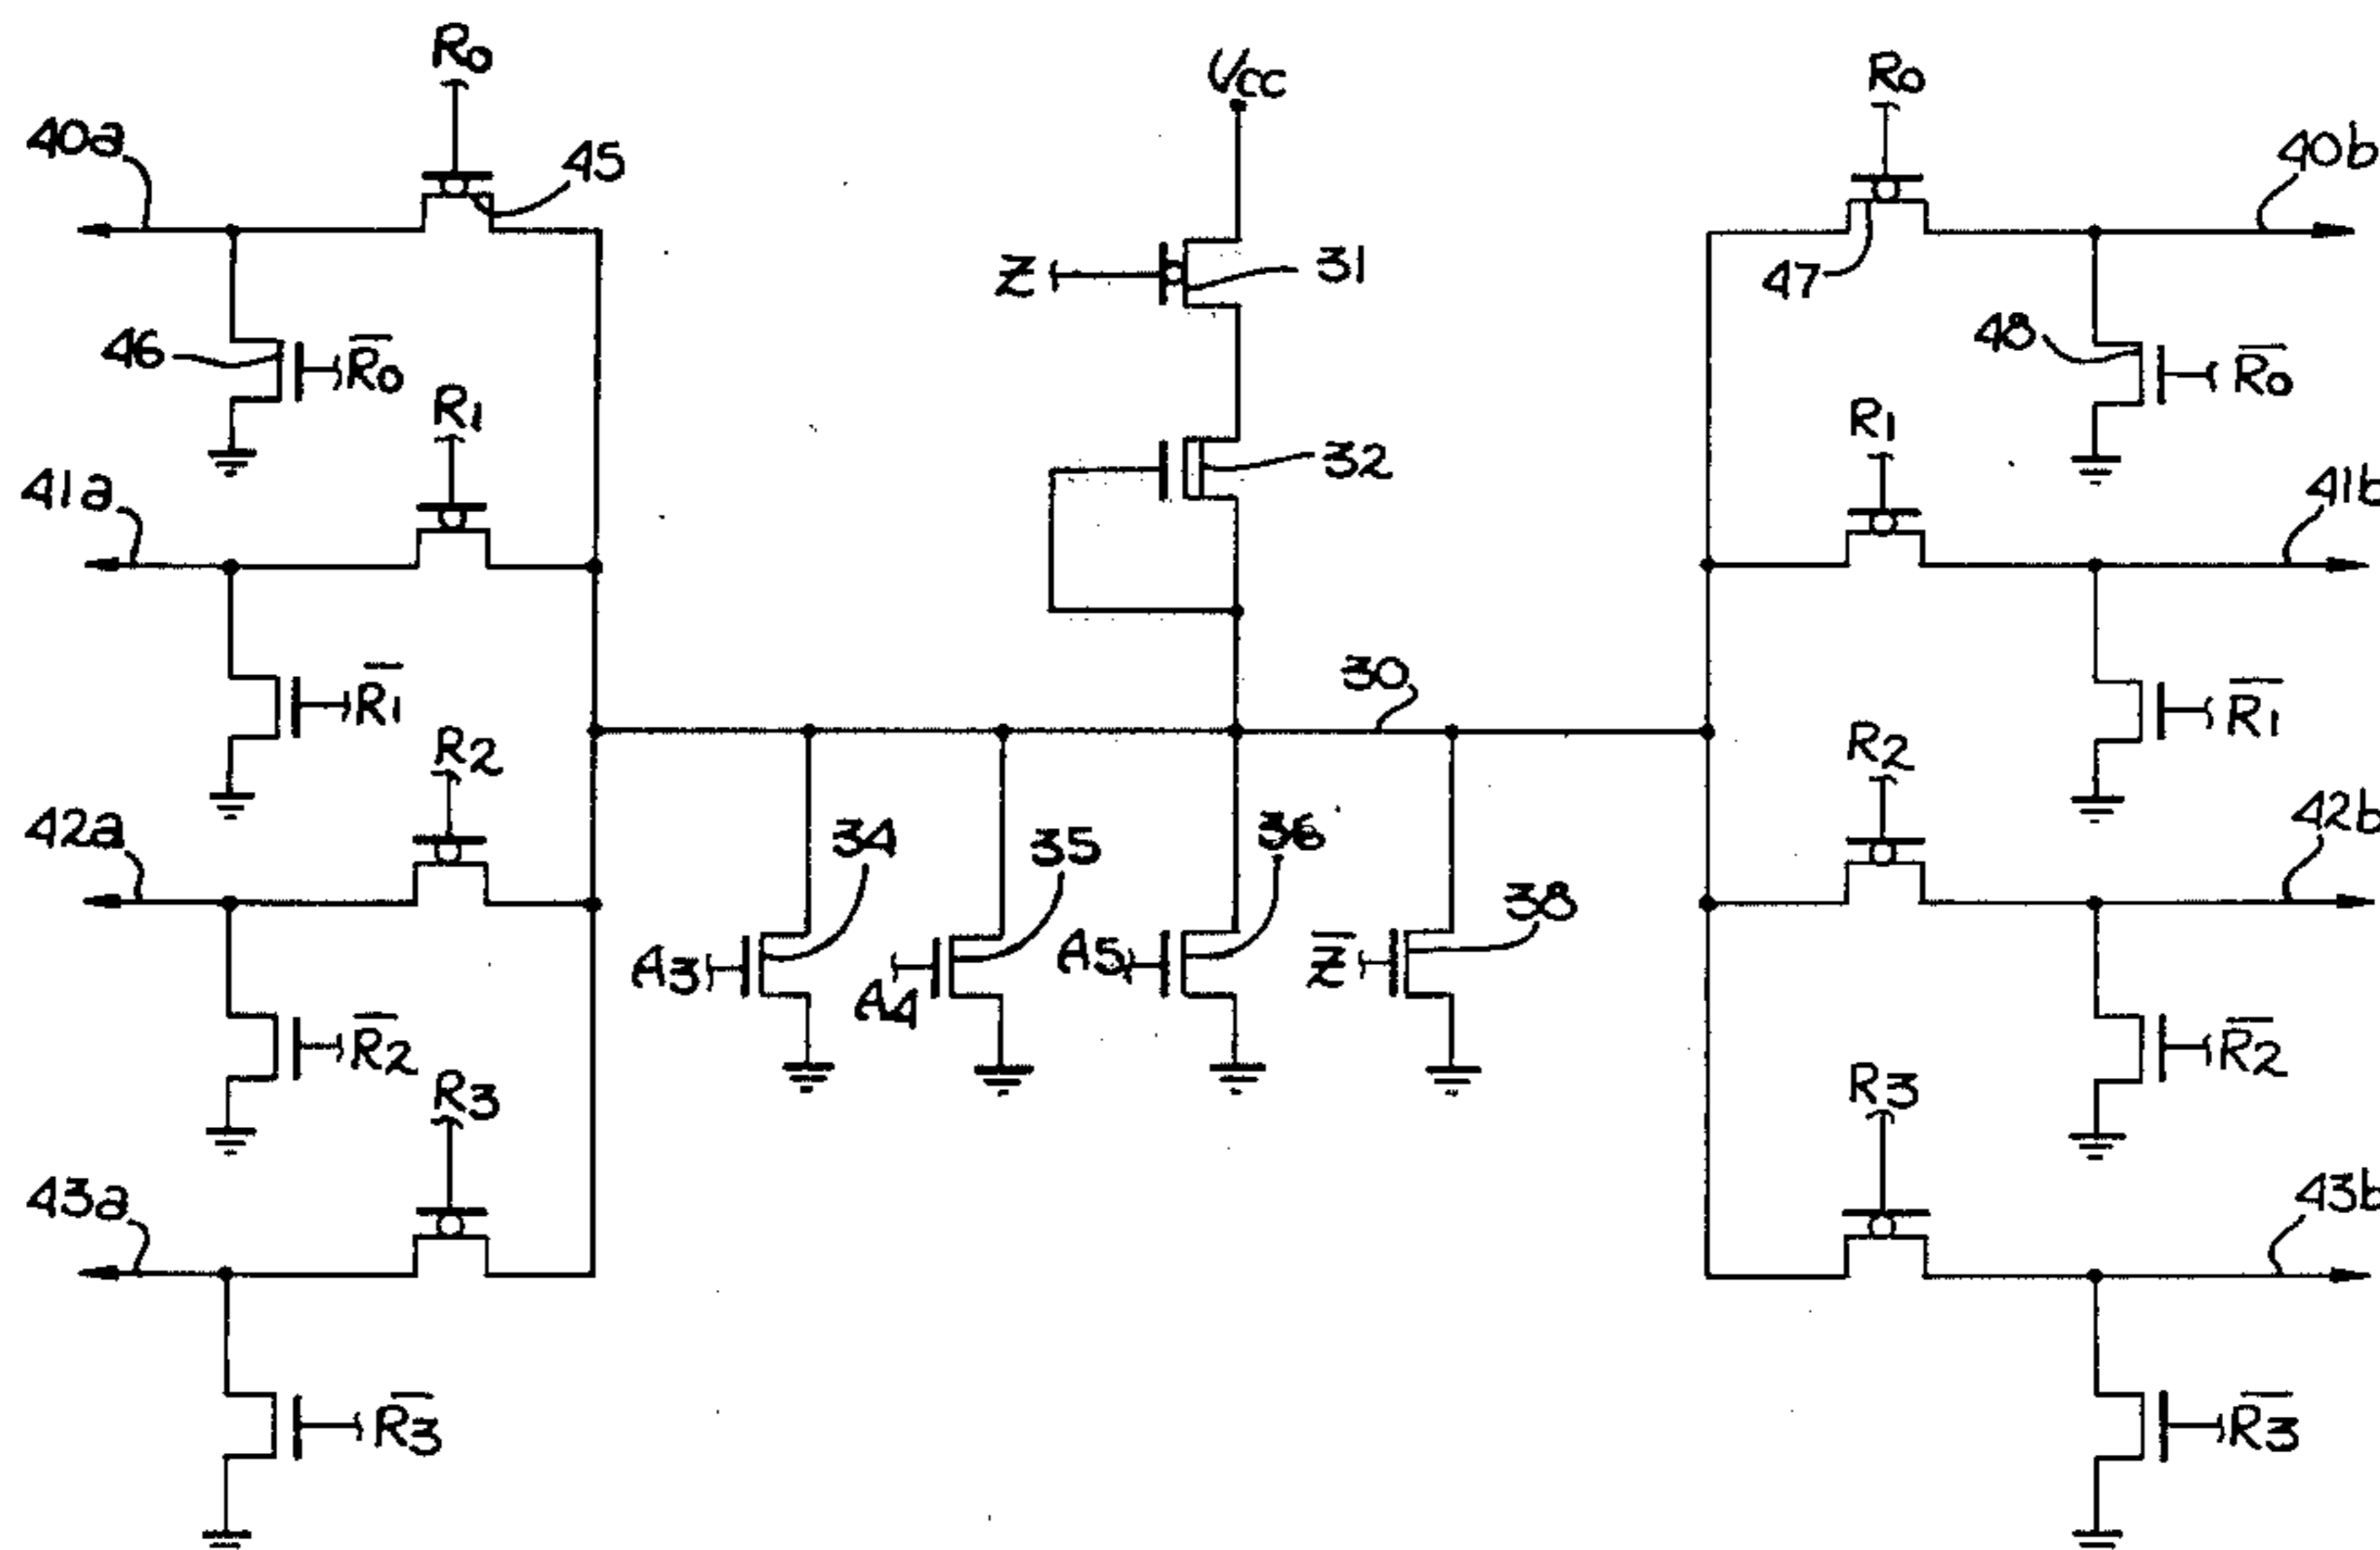 R0
Vcc
R0
40a
45
40b
Z
31
47
46
R̅0̅
48
R̅0̅
R1
R1
41a
32
41b
30
R̅1̅
R̅1̅
R2
R2
42a
34
35
36
42b
38
A3
A4
A5
Z̅
R̅2̅
R̅2̅
R3
R3
43a
43b
R̅3̅
R̅3̅